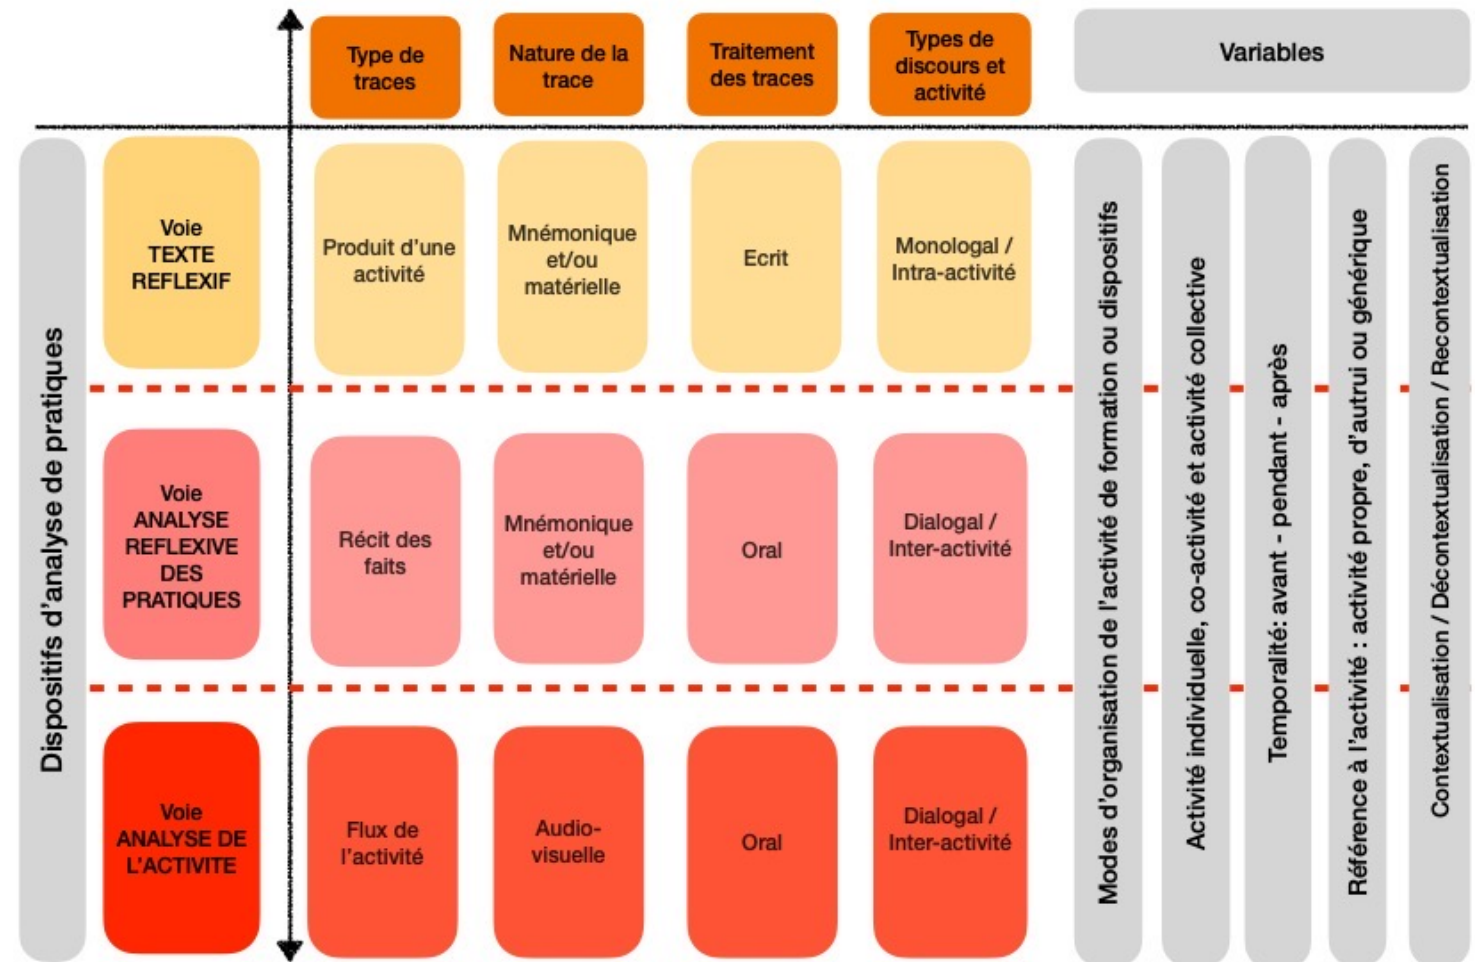 Type de
traces
Nature de la
trace
Traitement
des traces
Types de
discours et
activité
Variables
Dispositifs d'analyse de pratiques
Voie
TEXTE
REFLEXIF
Produit d'une
activité
Mnémonique
et/ou
matérielle
Ecrit
Monologal /
Intra-activité
Voie
ANALYSE
REFLEXIVE
DES
PRATIQUES
Récit des
faits
Mnémonique
et/ou
matérielle
Oral
Dialogal /
Inter-activité
Voie
ANALYSE DE
L'ACTIVITE
Flux de
l'activité
Audio-
visuelle
Oral
Dialogal /
Inter-activité
Modes d'organisation de l'activité de formation ou dispositifs
Activité individuelle, co-activité et activité collective
Temporalité: avant - pendant - après
Référence à l'activité : activité propre, d'autrui ou générique
Contextualisation / Décontextualisation / Recontextualisation